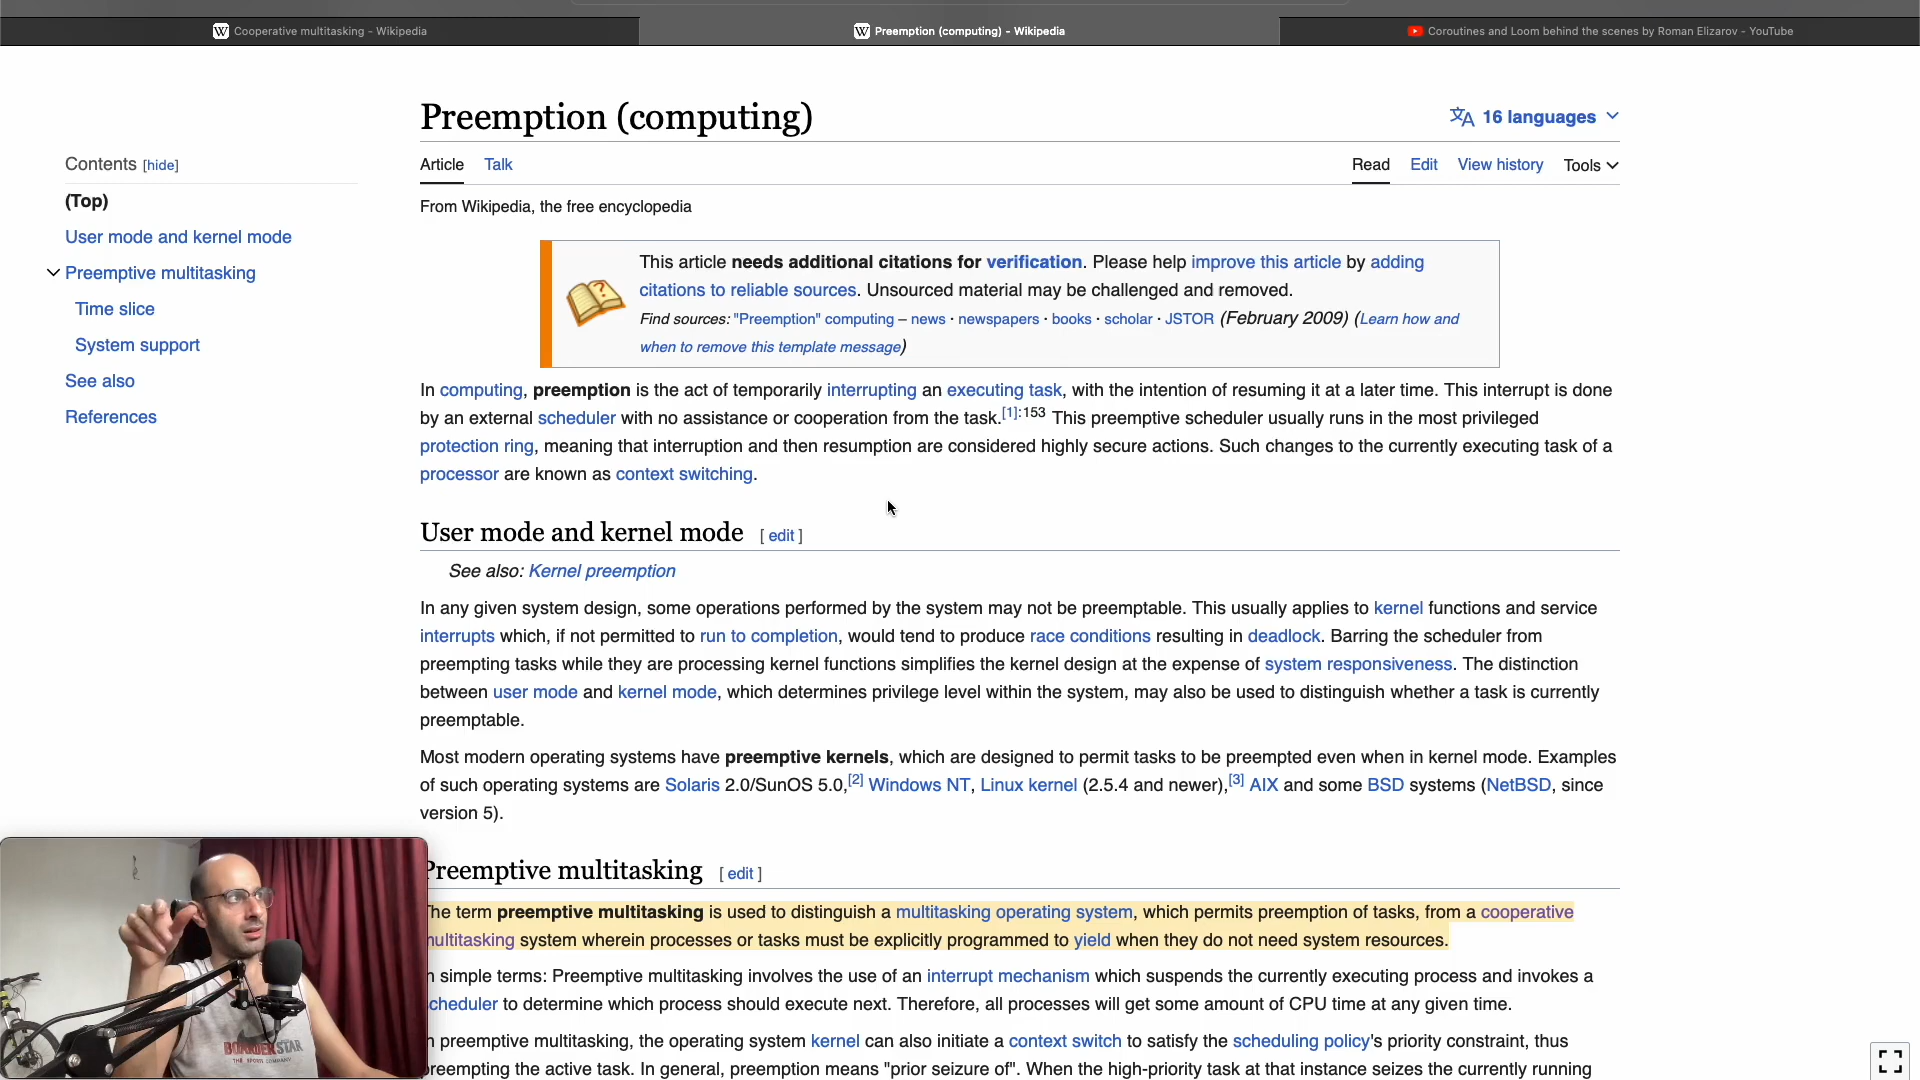 Cooperative multitasking - Wikipedia
Preemption (computing) - Wikipedia
Coroutines and Loom behind the scenes by Roman Elizarov - YouTube
Preemption (computing)
16 languages
Contents [hide]
(Top)
User mode and kernel mode
Preemptive multitasking
Time slice
System support
See also
References
Article Talk
Read Edit View history Tools
From Wikipedia, the free encyclopedia
This article needs additional citations for verification. Please help improve this article by adding
citations to reliable sources. Unsourced material may be challenged and removed.
Find sources: "Preemption" computing – news · newspapers · books · scholar · JSTOR (February 2009) (Learn how and
when to remove this template message)
In computing, preemption is the act of temporarily interrupting an executing task, with the intention of resuming it at a later time. This interrupt is done
by an external scheduler with no assistance or cooperation from the task.[1]:153 This preemptive scheduler usually runs in the most privileged
protection ring, meaning that interruption and then resumption are considered highly secure actions. Such changes to the currently executing task of a
processor are known as context switching.
User mode and kernel mode [ edit ]
See also: Kernel preemption
In any given system design, some operations performed by the system may not be preemptable. This usually applies to kernel functions and service
interrupts which, if not permitted to run to completion, would tend to produce race conditions resulting in deadlock. Barring the scheduler from
preempting tasks while they are processing kernel functions simplifies the kernel design at the expense of system responsiveness. The distinction
between user mode and kernel mode, which determines privilege level within the system, may also be used to distinguish whether a task is currently
preemptable.
Most modern operating systems have preemptive kernels, which are designed to permit tasks to be preempted even when in kernel mode. Examples
of such operating systems are Solaris 2.0/SunOS 5.0,[2] Windows NT, Linux kernel (2.5.4 and newer),[3] AIX and some BSD systems (NetBSD, since
version 5).
Preemptive multitasking [ edit ]
The term preemptive multitasking is used to distinguish a multitasking operating system, which permits preemption of tasks, from a cooperative
multitasking system wherein processes or tasks must be explicitly programmed to yield when they do not need system resources.
n simple terms: Preemptive multitasking involves the use of an interrupt mechanism which suspends the currently executing process and invokes a
scheduler to determine which process should execute next. Therefore, all processes will get some amount of CPU time at any given time.
n preemptive multitasking, the operating system kernel can also initiate a context switch to satisfy the scheduling policy's priority constraint, thus
preempting the active task. In general, preemption means "prior seizure of". When the high-priority task at that instance seizes the currently running